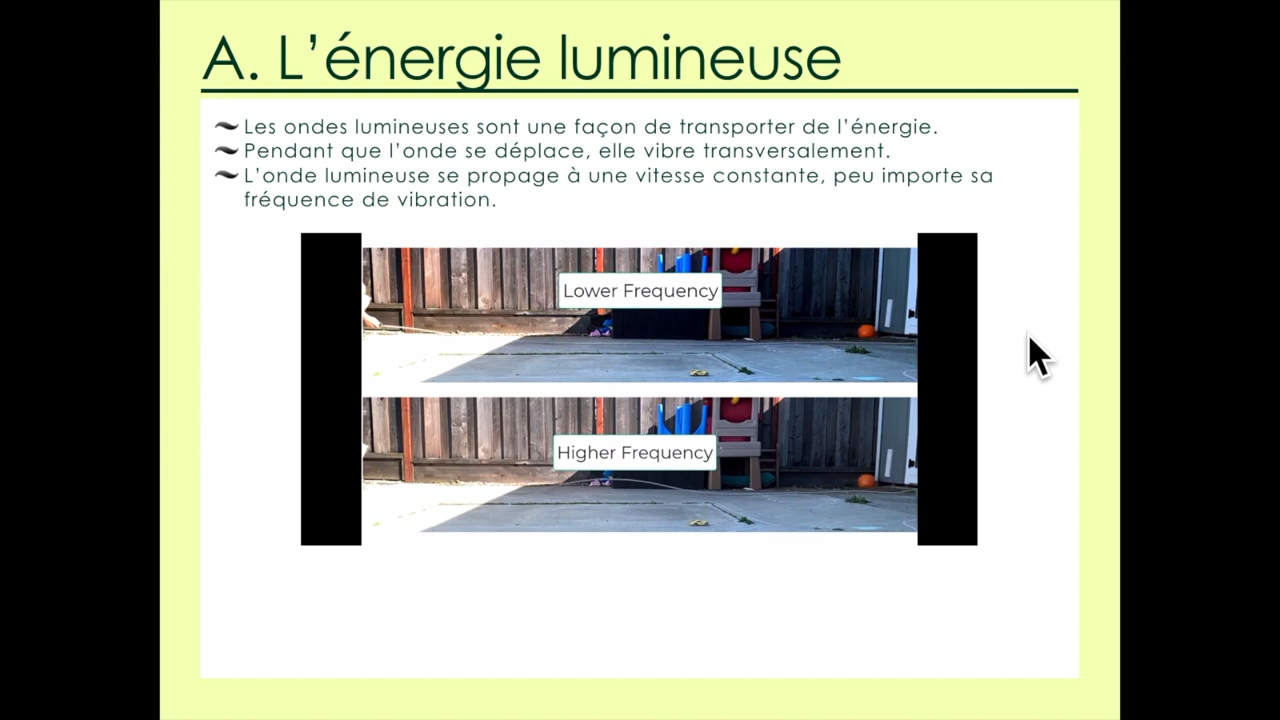 A. L’énergie lumineuse
Les ondes lumineuses sont une façon de transporter de l’énergie.
Pendant que l’onde se déplace, elle vibre transversalement.
L’onde lumineuse se propage à une vitesse constante, peu importe sa
fréquence de vibration.
Lower Frequency
Higher Frequency